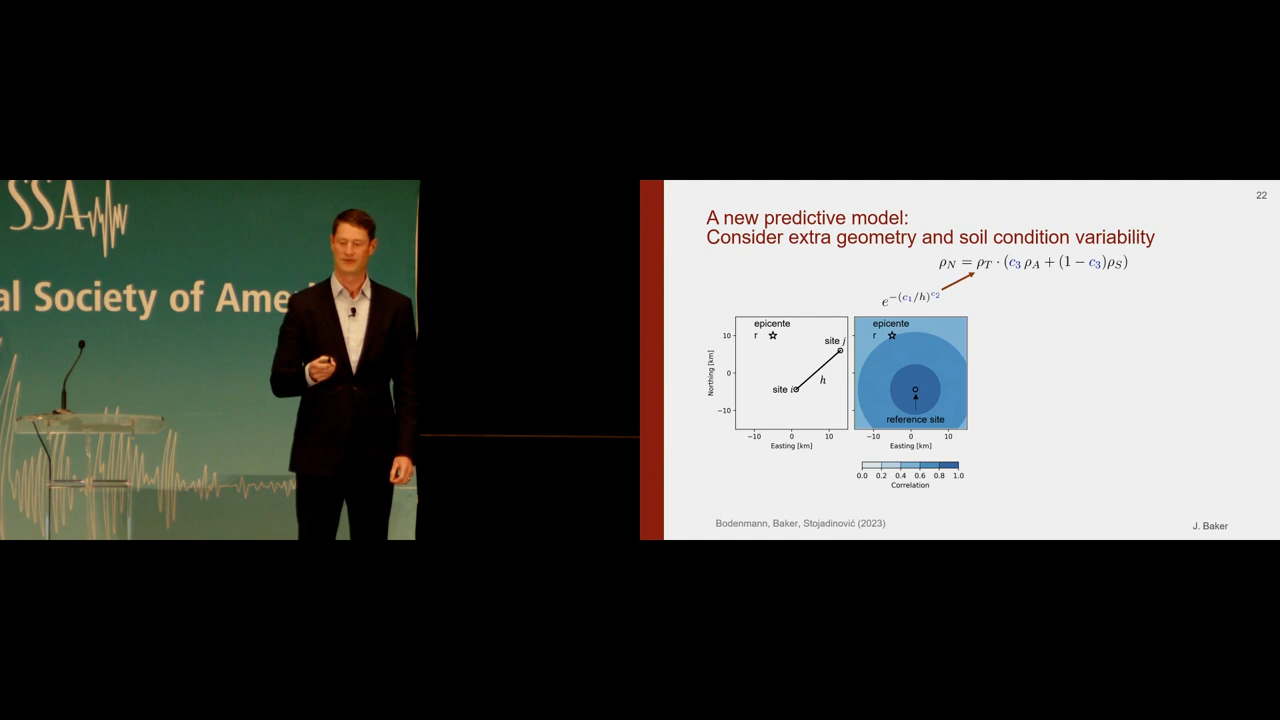 SSA
al Society of Ame
22
A new predictive model:
Consider extra geometry and soil condition variability
ρ_N = ρ_T · (c_3 ρ_A + (1 − c_3)ρ_S)
e^{−(c_1/h)^{c_2}}
epicente
r
site j
site i
h
10
0
−10
Northing [km]
−10 0 10
Easting [km]
epicente
r
reference site
−10 0 10
Easting [km]
0.0 0.2 0.4 0.6 0.8 1.0
Correlation
Bodenmann, Baker, Stojadinović (2023)
J. Baker